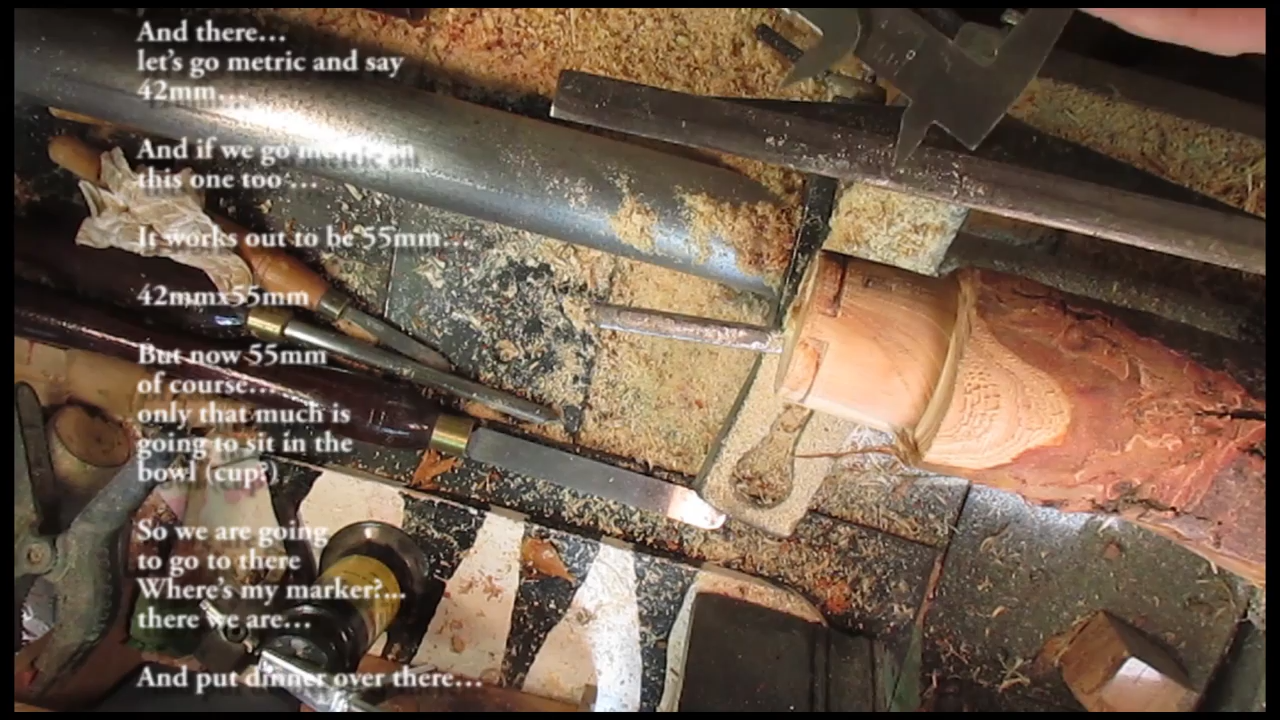 And there...
let's go metric and say
42mm...
And if we go metric on
this one too ...
It works out to be 55mm...
42mmx55mm
But now 55mm
of course...
only that much is
going to sit in the
bowl (cup?)
So we are going
to go to there
Where's my marker?...
there we are...
And put dinner over there...